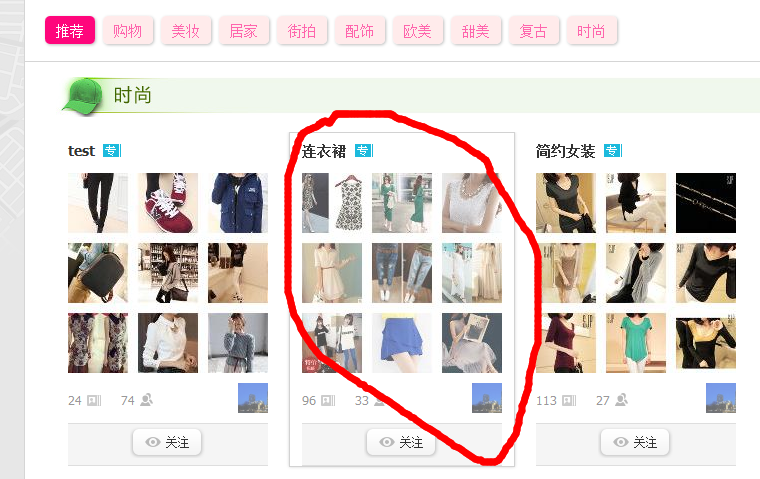 推荐 购物 美妆 居家 街拍 配饰 欧美 甜美 复古 时尚
时尚
test 专
连衣裙 专
简约女装 专
24 74
96 33
113 27
关注
关注
关注